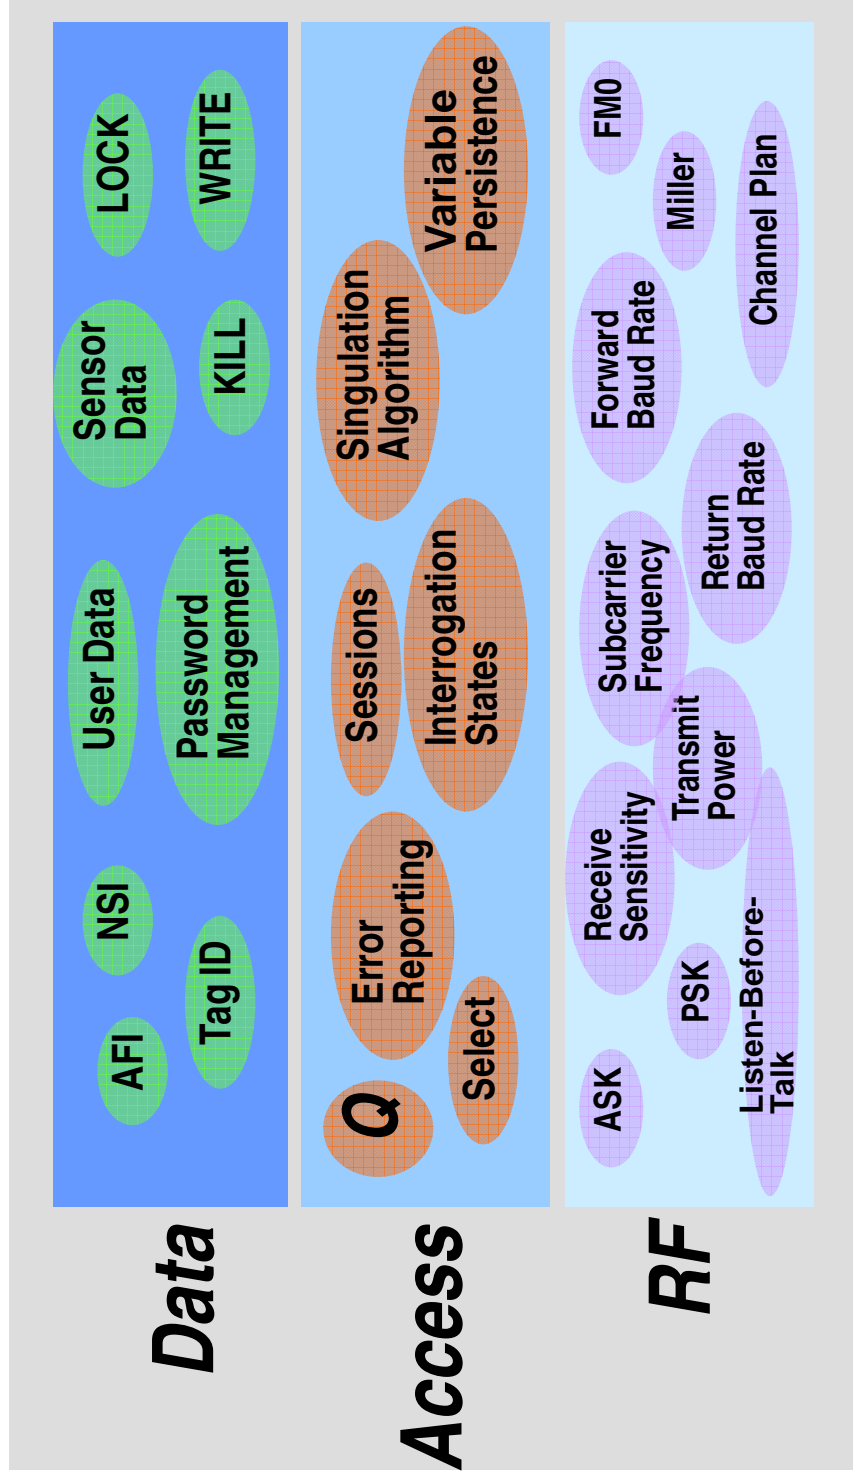 Data
AFI
NSI
User Data
Sensor
Data
LOCK
Tag ID
Password
Management
KILL
WRITE
Access
Q
Error
Reporting
Sessions
Singulation
Algorithm
Select
Interrogation
States
Variable
Persistence
RF
ASK
Receive
Sensitivity
Subcarrier
Frequency
Forward
Baud Rate
FM0
PSK
Transmit
Power
Return
Baud Rate
Miller
Listen-Before-
Talk
Channel Plan